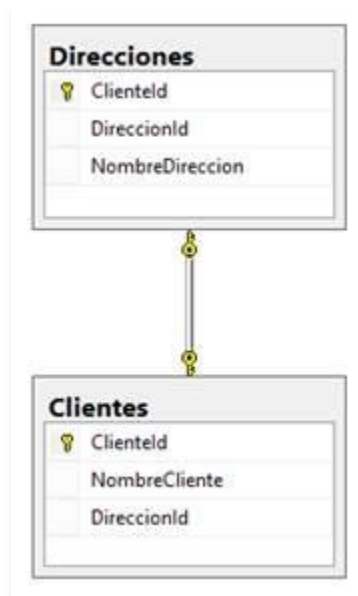 Direcciones
ClienteId
DireccionId
NombreDireccion
Clientes
ClienteId
NombreCliente
DireccionId